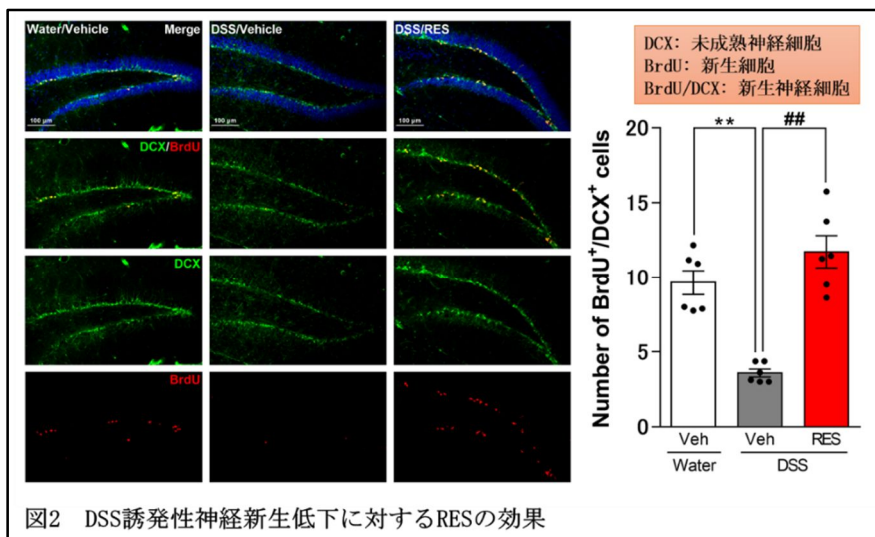 Water/Vehicle Merge
DSS/Vehicle
DSS/RES
100 μm
100 μm
100 μm
DCX/BrdU
DCX
BrdU
DCX: 未成熟神経細胞
BrdU: 新生細胞
BrdU/DCX: 新生神経細胞
Number of BrdU⁺/DCX⁺ cells
20
15
10
5
0
**
##
Veh
Veh
RES
Water
DSS
図2 DSS誘発性神経新生低下に対するRESの効果